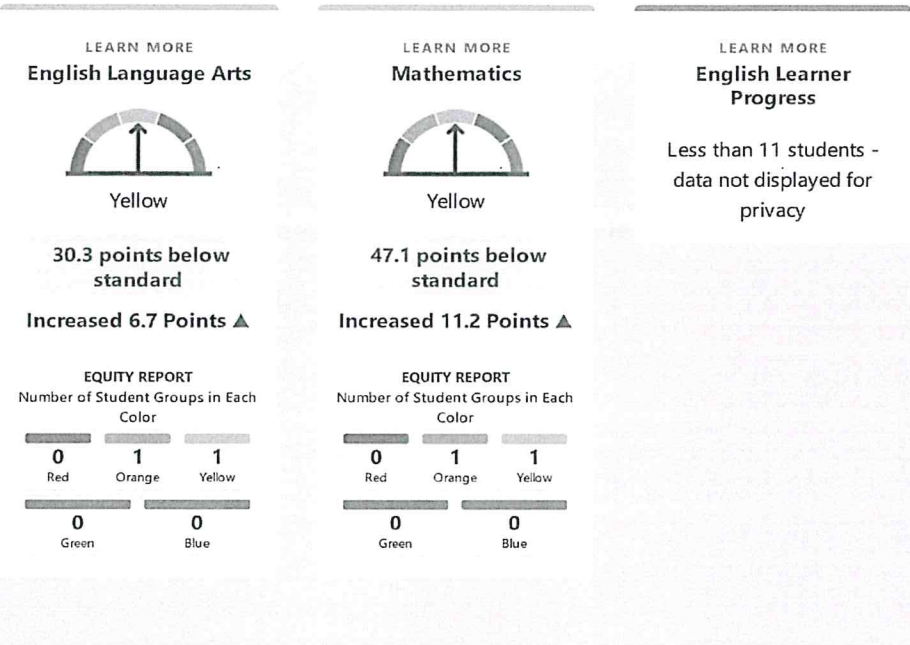 LEARN MORE
English Language Arts
Yellow
30.3 points below
standard
Increased 6.7 Points
EQUITY REPORT
Number of Student Groups in Each
Color
0 1 1
Red Orange Yellow
0 0
Green Blue
LEARN MORE
Mathematics
Yellow
47.1 points below
standard
Increased 11.2 Points
EQUITY REPORT
Number of Student Groups in Each
Color
0 1 1
Red Orange Yellow
0 0
Green Blue
LEARN MORE
English Learner
Progress
Less than 11 students -
data not displayed for
privacy